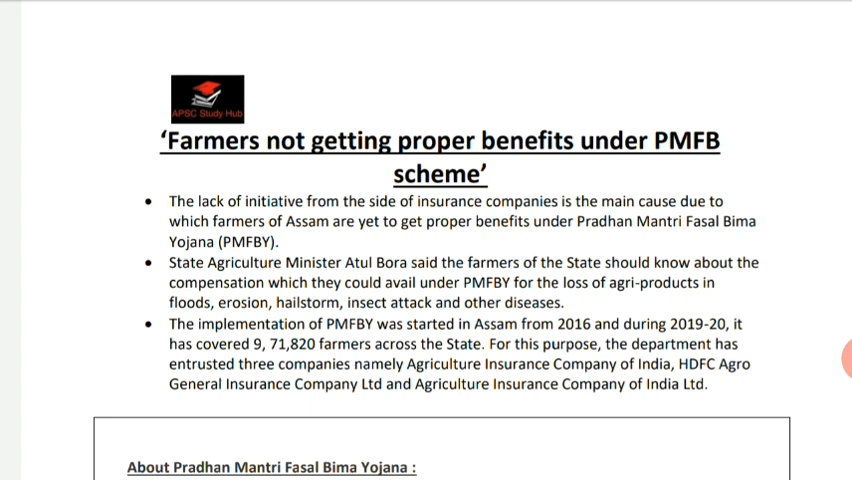 APSC Study Hub
‘Farmers not getting proper benefits under PMFB
scheme’
• The lack of initiative from the side of insurance companies is the main cause due to
which farmers of Assam are yet to get proper benefits under Pradhan Mantri Fasal Bima
Yojana (PMFBY).
• State Agriculture Minister Atul Bora said the farmers of the State should know about the
compensation which they could avail under PMFBY for the loss of agri-products in
floods, erosion, hailstorm, insect attack and other diseases.
• The implementation of PMFBY was started in Assam from 2016 and during 2019-20, it
has covered 9, 71,820 farmers across the State. For this purpose, the department has
entrusted three companies namely Agriculture Insurance Company of India, HDFC Agro
General Insurance Company Ltd and Agriculture Insurance Company of India Ltd.
About Pradhan Mantri Fasal Bima Yojana :